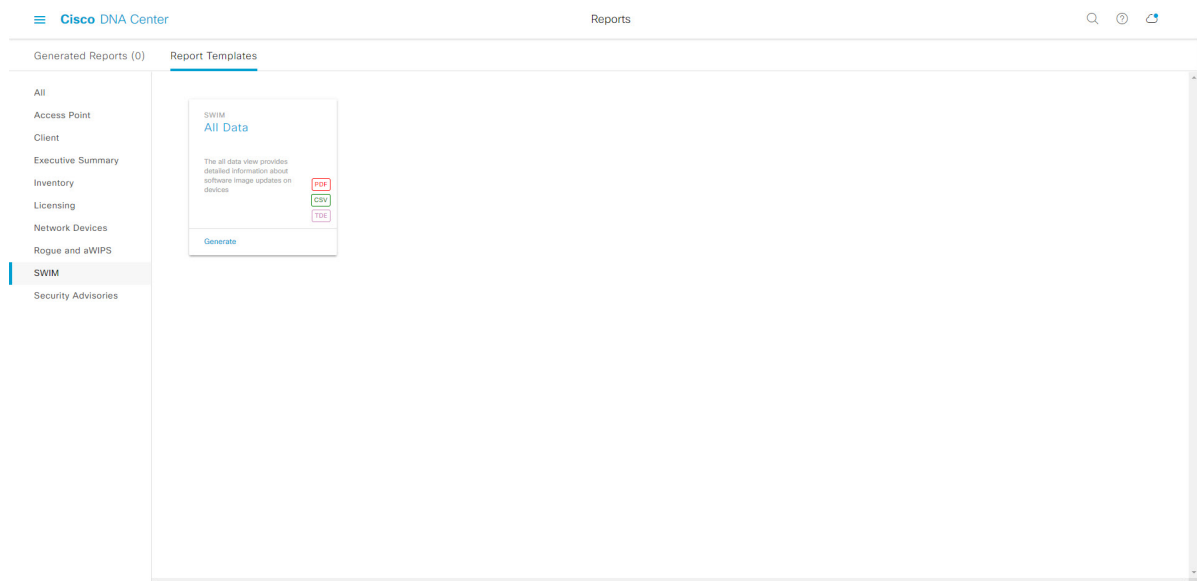 Cisco DNA Center
Reports
Generated Reports (0)
Report Templates
All
Access Point
Client
Executive Summary
Inventory
Licensing
Network Devices
Rogue and aWIPS
SWIM
Security Advisories
SWIM
All Data
The all data view provides
detailed information about
software image updates on
devices
PDF
CSV
TDE
Generate